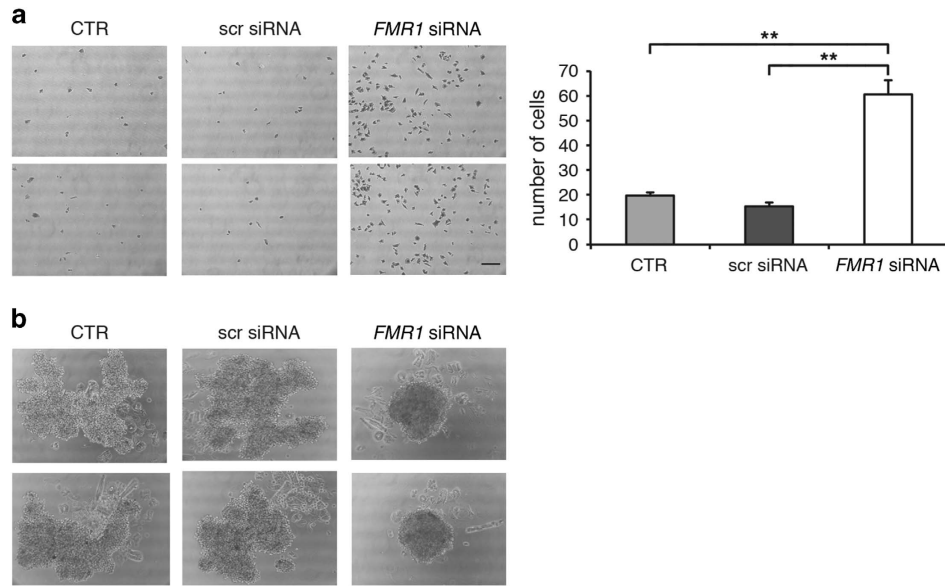 a
CTR
scr siRNA
FMR1 siRNA
**
**
number of cells
70
60
50
40
30
20
10
0
CTR
scr siRNA
FMR1 siRNA
b
CTR
scr siRNA
FMR1 siRNA